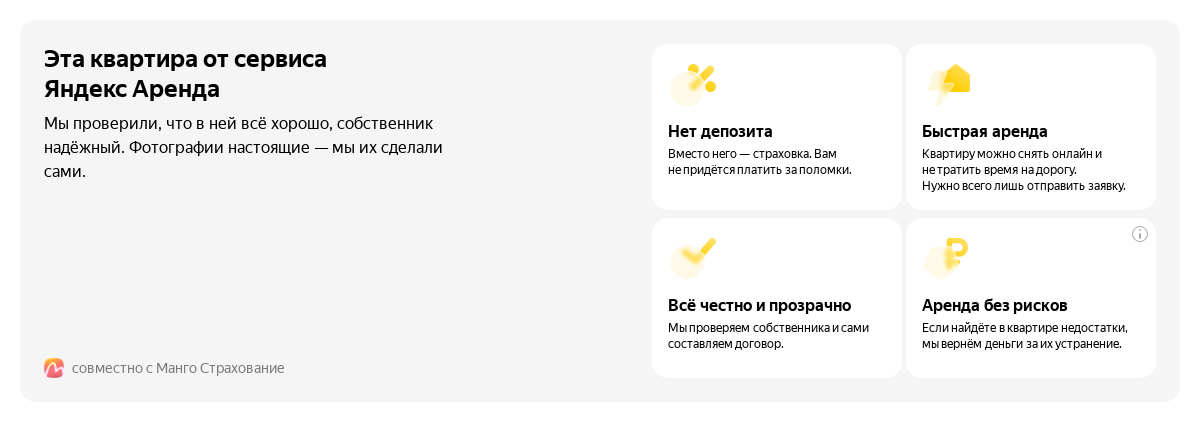 Эта квартира от сервиса
Яндекс Аренда
Мы проверили, что в ней всё хорошо, собственник
надёжный. Фотографии настоящие — мы их сделали
сами.
совместно с Манго Страхование
Нет депозита
Вместо него — страховка. Вам
не придётся платить за поломки.
Быстрая аренда
Квартиру можно снять онлайн и
не тратить время на дорогу.
Нужно всего лишь отправить заявку.
Всё честно и прозрачно
Мы проверяем собственника и сами
составляем договор.
Аренда без рисков
Если найдёте в квартире недостатки,
мы вернём деньги за их устранение.